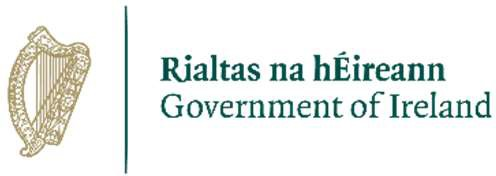 Rialtas na hÉireann
Government of Ireland